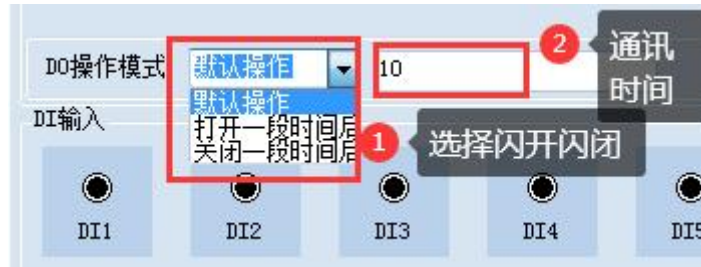 DO操作模式
默认操作
10
2
通讯
时间
默认操作
打开一段时间后
关闭一段时间后
1
选择闪开闪闭
DI输入
DI1
DI2
DI3
DI4